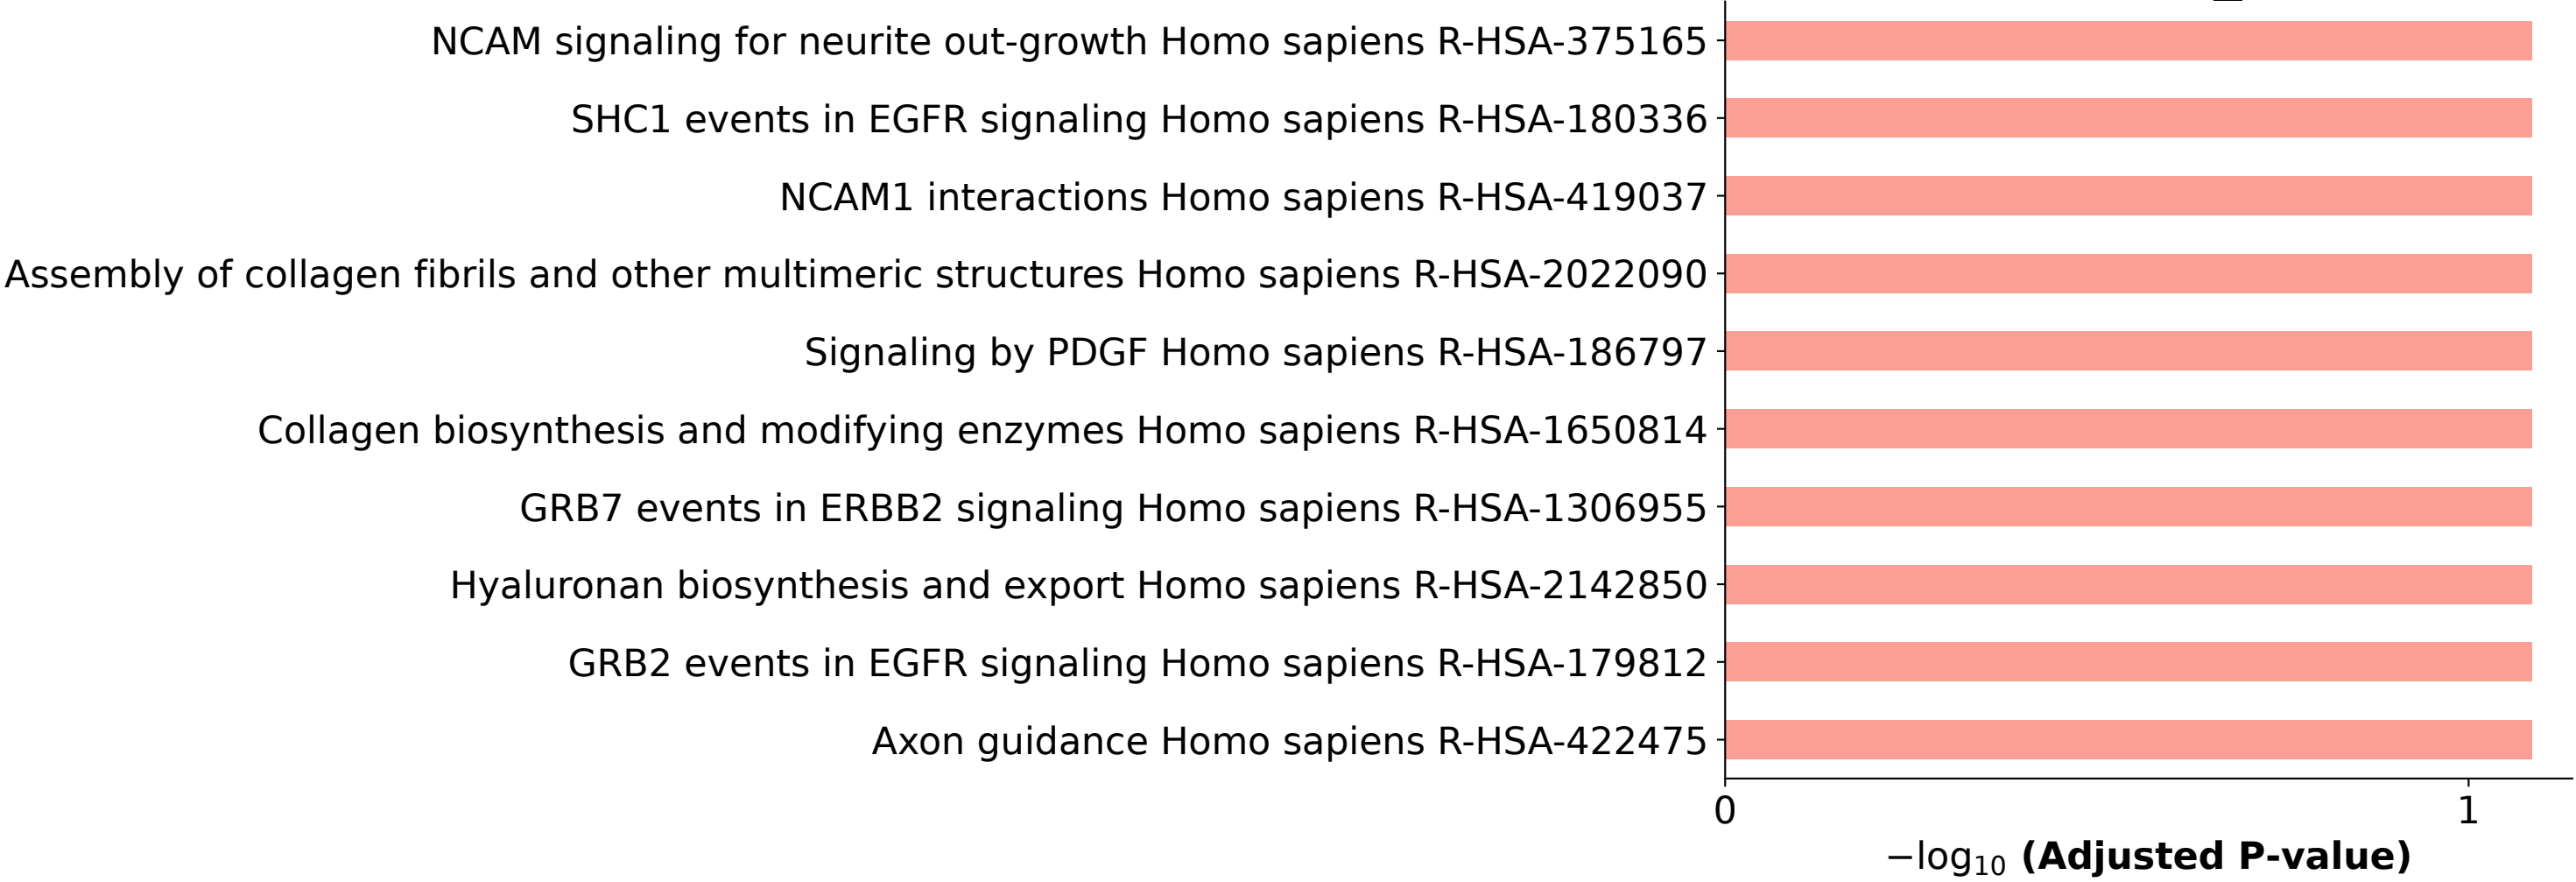 NCAM signaling for neurite out-growth Homo sapiens R-HSA-375165
SHC1 events in EGFR signaling Homo sapiens R-HSA-180336
NCAM1 interactions Homo sapiens R-HSA-419037
Assembly of collagen fibrils and other multimeric structures Homo sapiens R-HSA-2022090
Signaling by PDGF Homo sapiens R-HSA-186797
Collagen biosynthesis and modifying enzymes Homo sapiens R-HSA-1650814
GRB7 events in ERBB2 signaling Homo sapiens R-HSA-1306955
Hyaluronan biosynthesis and export Homo sapiens R-HSA-2142850
GRB2 events in EGFR signaling Homo sapiens R-HSA-179812
Axon guidance Homo sapiens R-HSA-422475
0 1
−log₁₀ (Adjusted P-value)